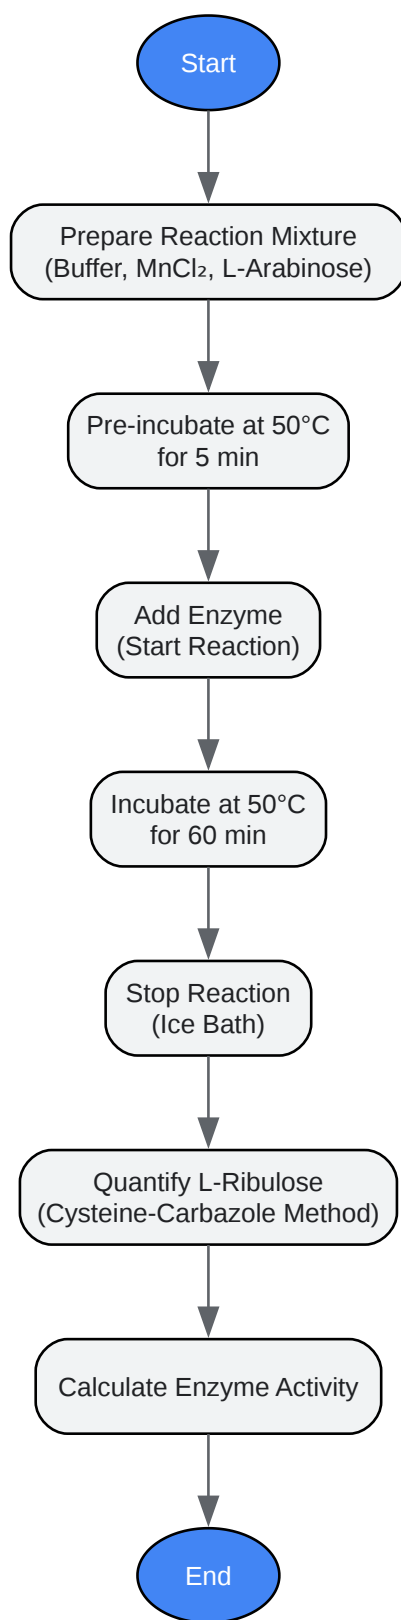 Start
Prepare Reaction Mixture
(Buffer, MnCl₂, L-Arabinose)
Pre-incubate at 50°C
for 5 min
Add Enzyme
(Start Reaction)
Incubate at 50°C
for 60 min
Stop Reaction
(Ice Bath)
Quantify L-Ribulose
(Cysteine-Carbazole Method)
Calculate Enzyme Activity
End